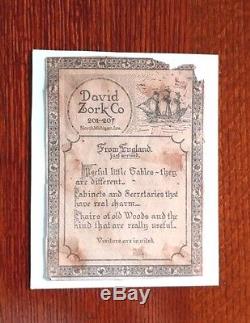 David
Zork Co
201-207
North Michigan Ave.
From England
just arrived.
Useful little Tables - they
are different..
Cabinets and Secretaries that
have real charm..
Chairs of old Woods and the
kind that are really useful..
Visitors are invited.